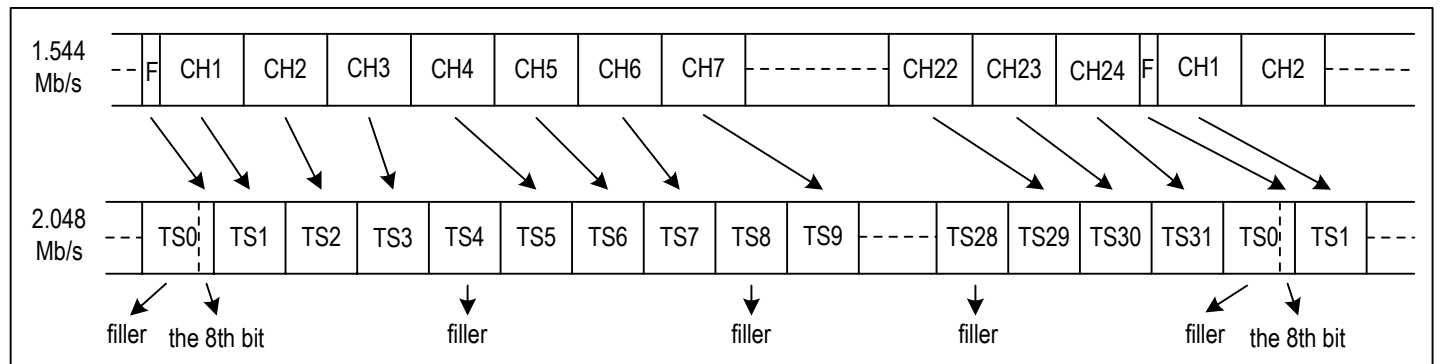 1.544
Mb/s
F CH1 CH2 CH3 CH4 CH5 CH6 CH7 CH22 CH23 CH24 F CH1 CH2
2.048
Mb/s
TS0 TS1 TS2 TS3 TS4 TS5 TS6 TS7 TS8 TS9 TS28 TS29 TS30 TS31 TS0 TS1
filler the 8th bit filler filler filler filler the 8th bit